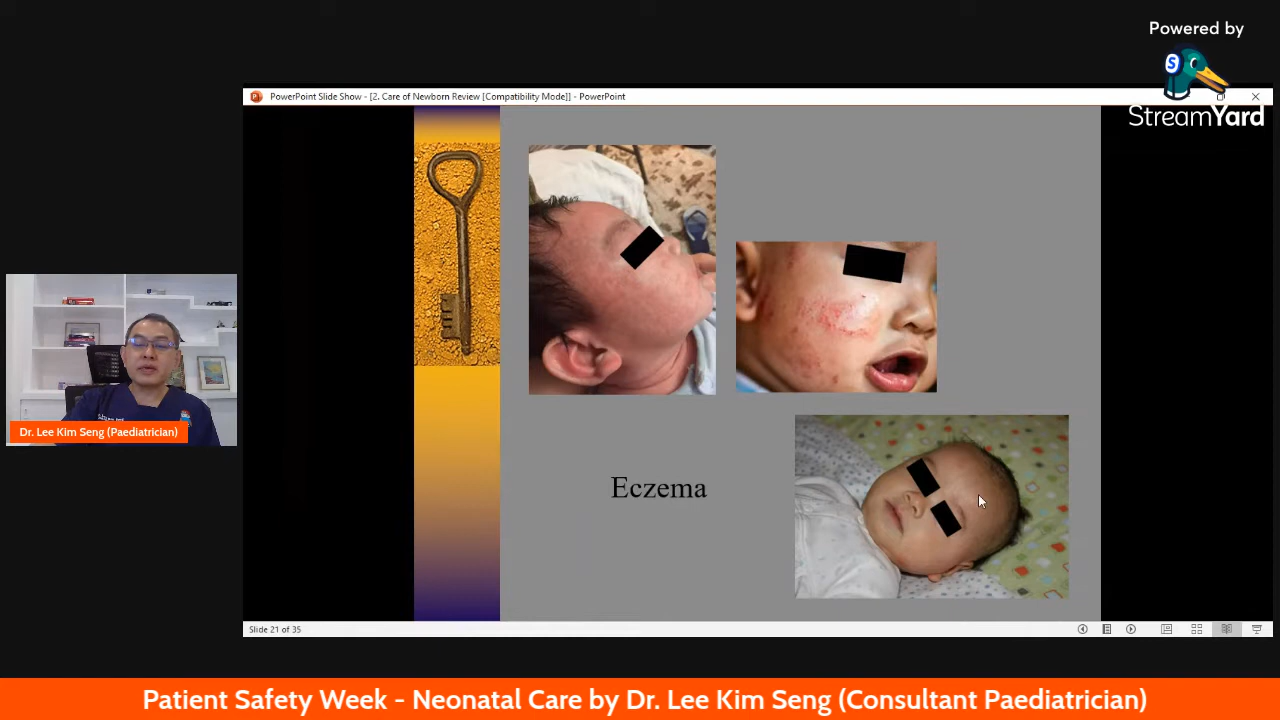 Powered by
S
StreamYard
PowerPoint Slide Show - [2. Care of Newborn Review [Compatibility Mode]] - PowerPoint
Eczema
Dr. Lee Kim Seng (Paediatrician)
Slide 21 of 35
Patient Safety Week - Neonatal Care by Dr. Lee Kim Seng (Consultant Paediatrician)